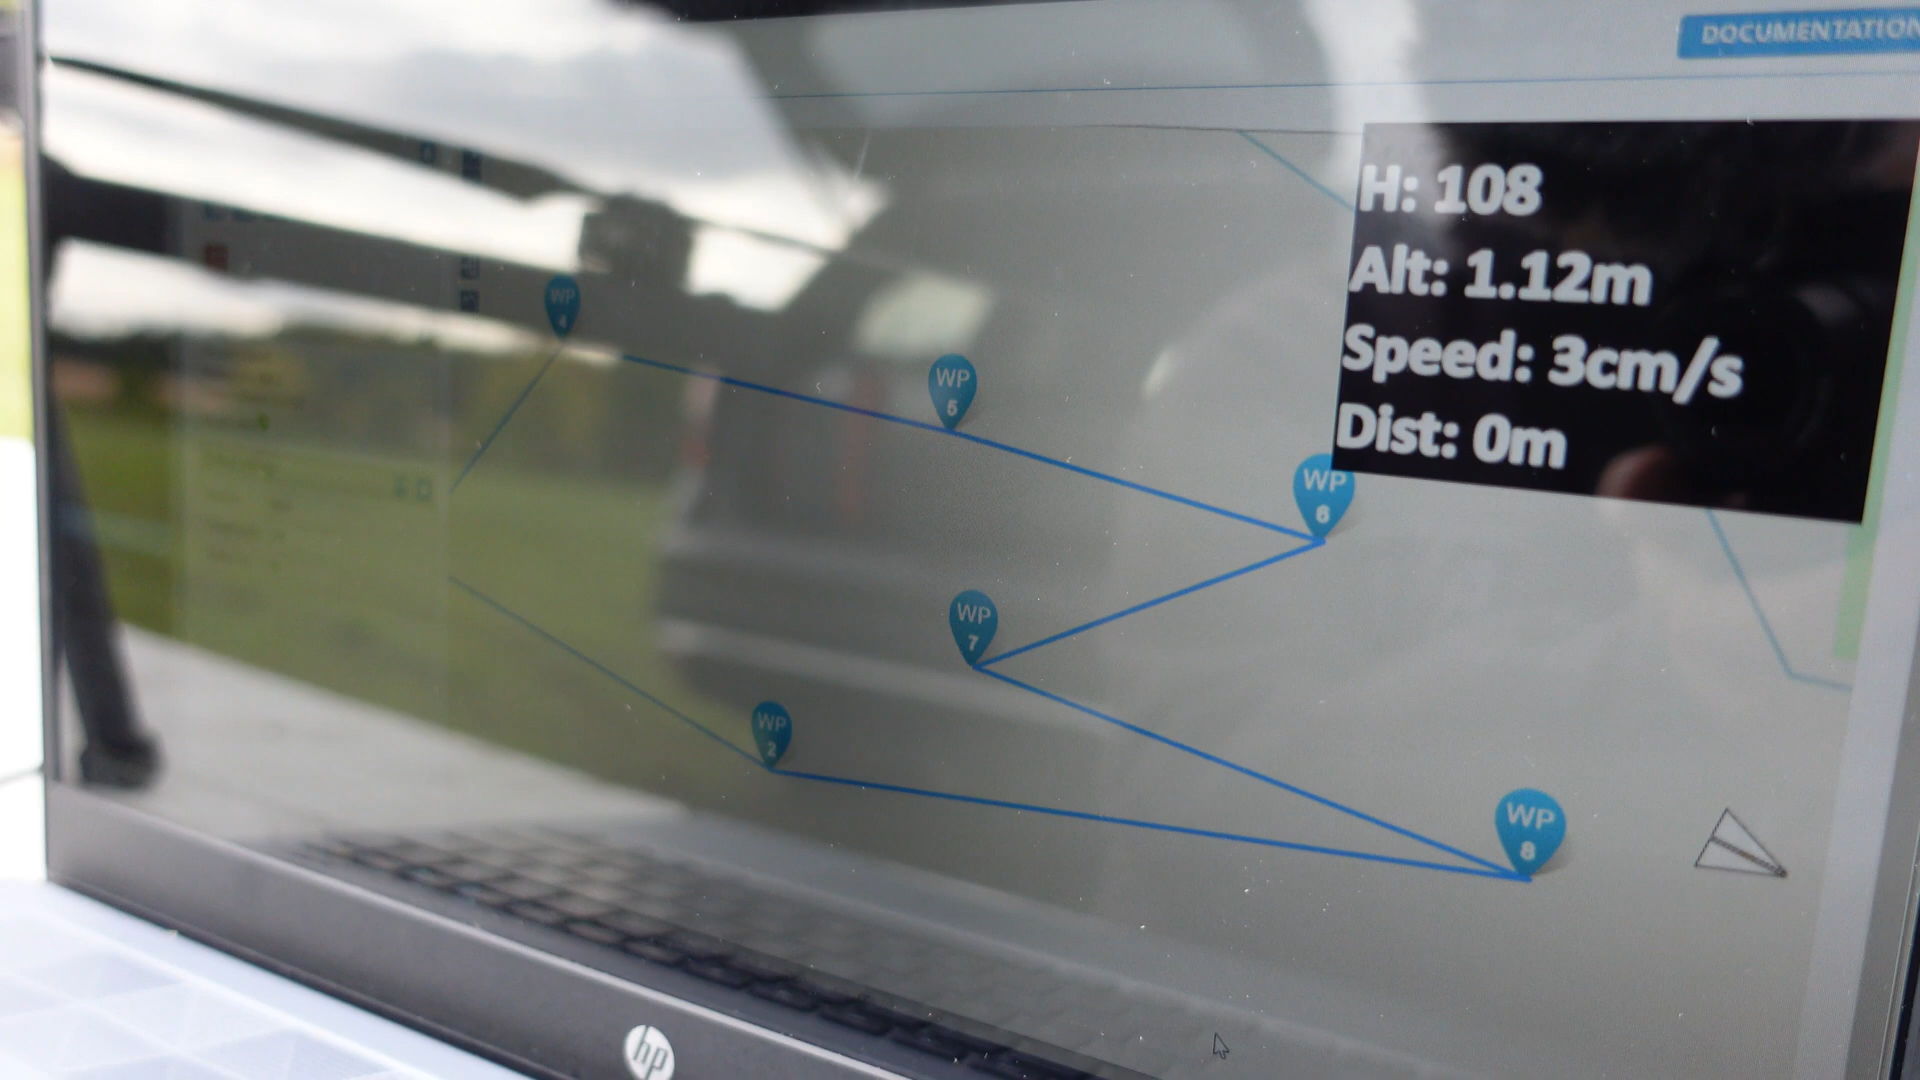 DOCUMENTATION
H: 108
Alt: 1.12m
Speed: 3cm/s
Dist: 0m
WP
4
WP
5
WP
6
WP
7
WP
2
WP
8
hp